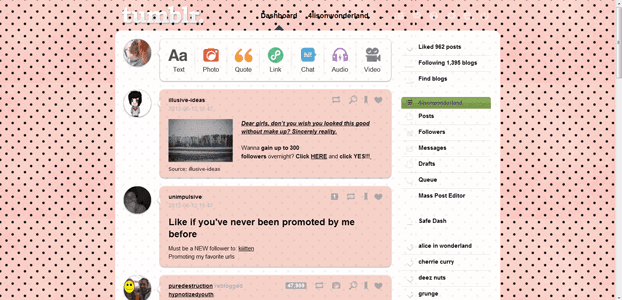 tumblr.
Dashboard
4lisonwonderland
Aa
Text
Photo
Quote
Link
hi!
Chat
Audio
Video
illusive-ideas
Dear girls, don't you wish you looked this good
without make up? Sincerely reality.
Wanna gain up to 300
followers overnight? Click HERE and click YES!!!
Source: illusive-ideas
unimpulsive
Like if you've never been promoted by me
before
Must be a NEW follower to: kiitten
Promoting my favorite urls
puredestruction reblogged
hypnotizedyouth
Liked 962 posts
Following 1,395 blogs
Find blogs
4lisonwonderland
Posts
Followers
Messages
Drafts
Queue
Mass Post Editor
Safe Dash
alice in wonderland
cherrie curry
deez nuts
grunge